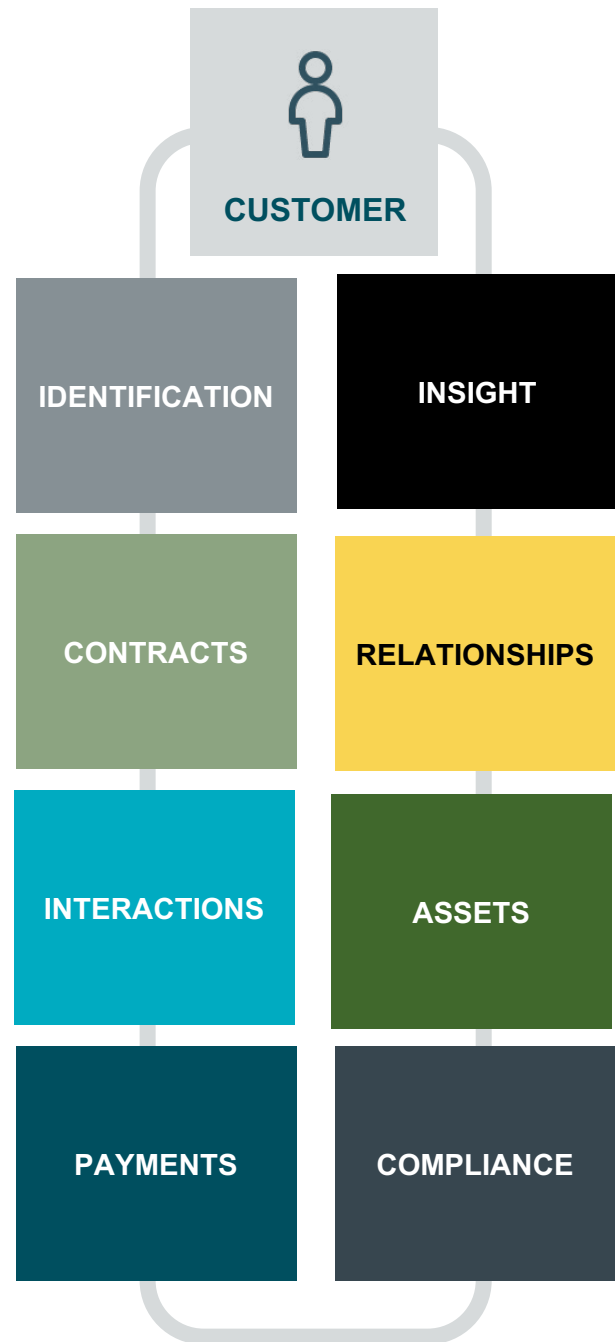 CUSTOMER
IDENTIFICATION
INSIGHT
CONTRACTS
RELATIONSHIPS
INTERACTIONS
ASSETS
PAYMENTS
COMPLIANCE